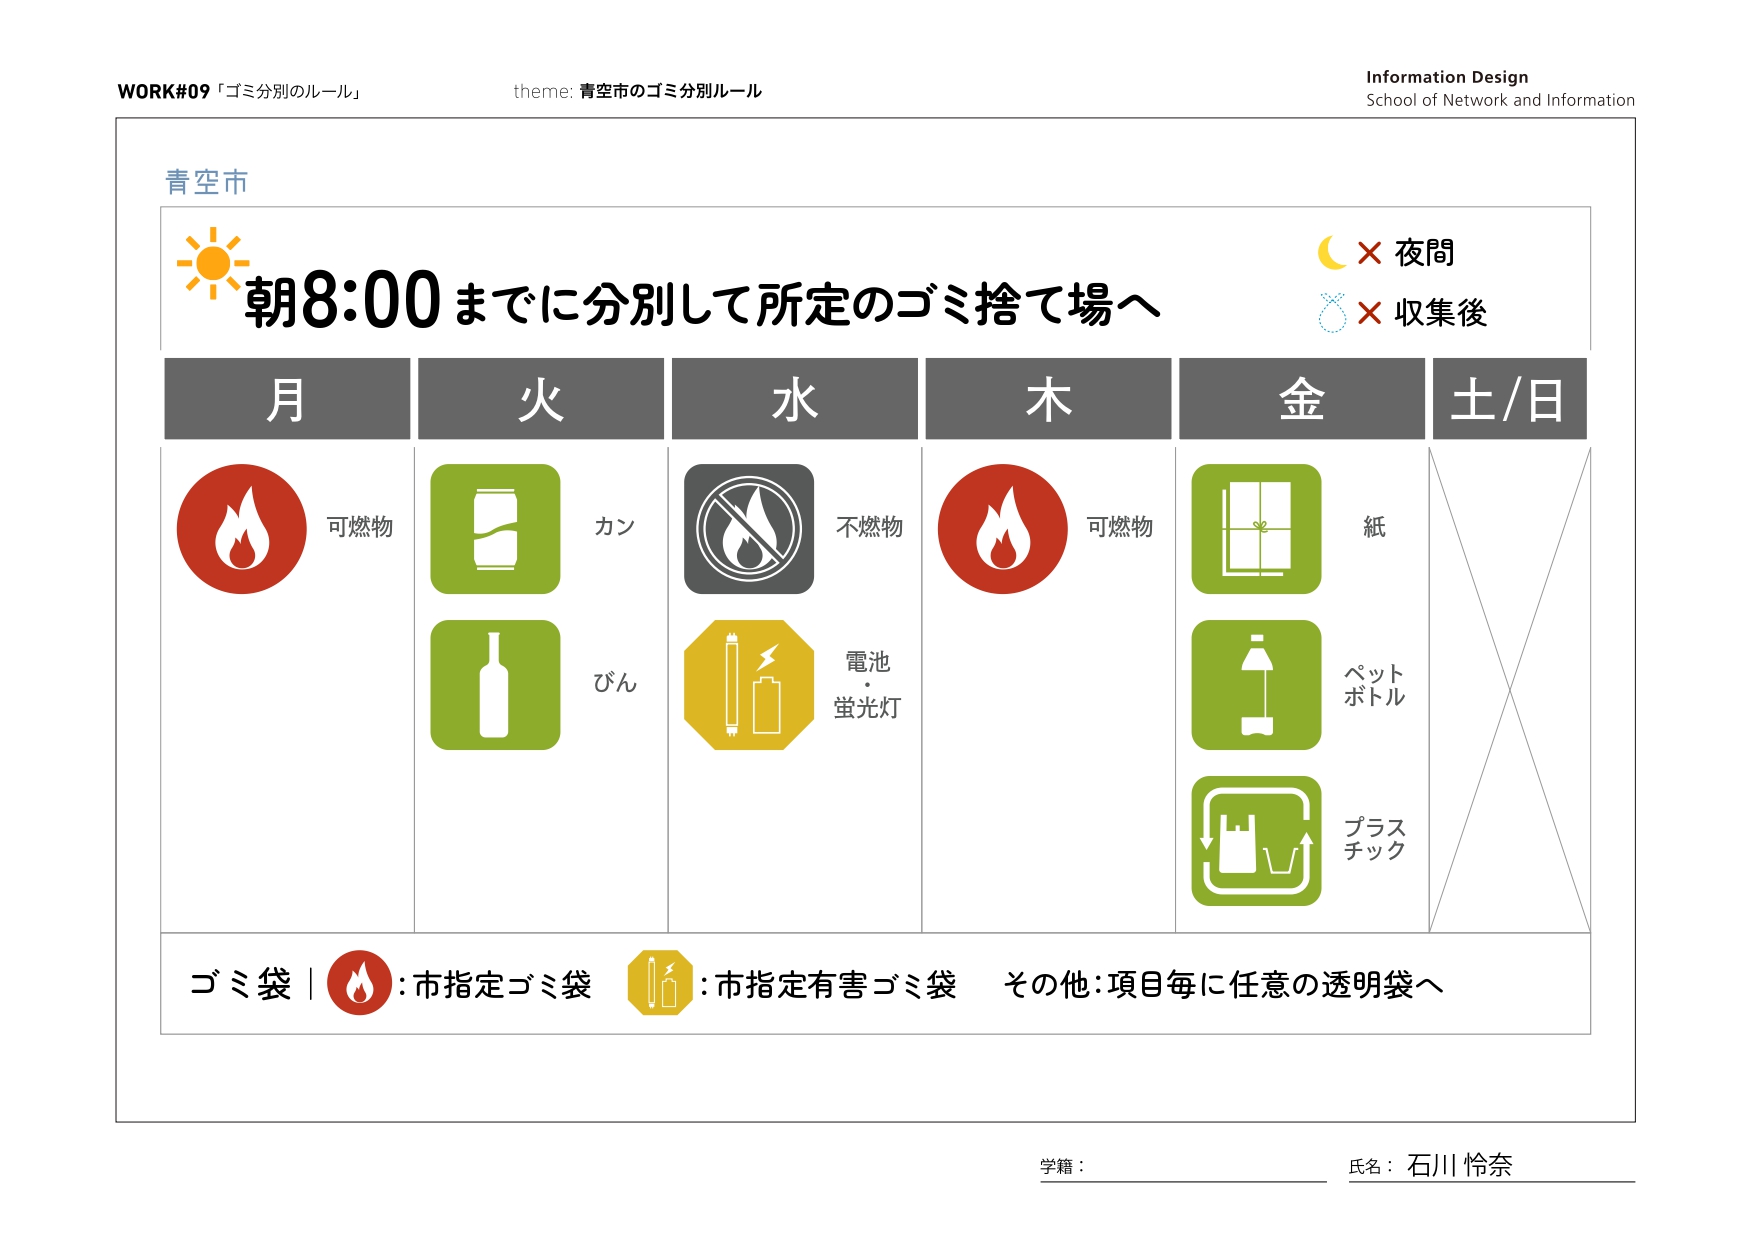 WORK#09「ゴミ分別のルール」
theme: 青空市のゴミ分別ルール
Information Design
School of Network and Information
青空市
朝8:00までに分別して所定のゴミ捨て場へ
夜間
収集後
月 火 水 木 金 土/日
可燃物
カン
びん
不燃物
電池
・
蛍光灯
可燃物
紙
ペット
ボトル
プラス
チック
ゴミ袋 | :市指定ゴミ袋 :市指定有害ゴミ袋 その他:項目毎に任意の透明袋へ
学籍:
氏名: 石川 怜奈